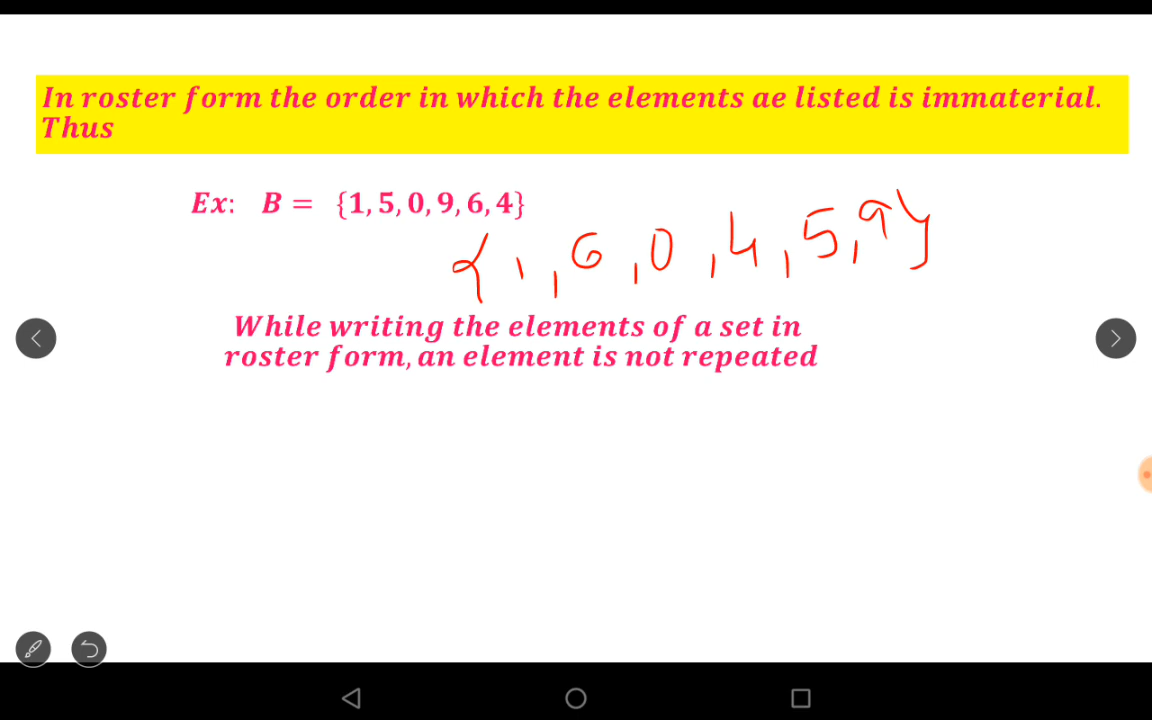 In roster form the order in which the elements ae listed is immaterial.
Thus
Ex: B = {1, 5, 0, 9, 6, 4}
{1, 6, 0, 4, 5, 9}
While writing the elements of a set in
roster form, an element is not repeated